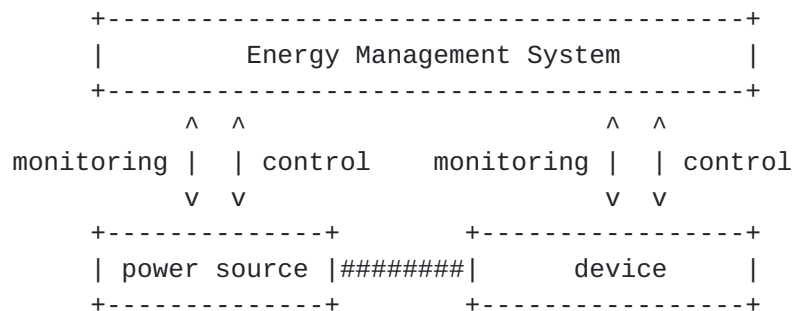 +-----------------------------------------+
|         Energy Management System        |
+-----------------------------------------+
^  ^                       ^  ^
monitoring |  | control    monitoring |  | control
v  v                       v  v
+--------------+        +-----------------+
| power source |########|      device     |
+--------------+        +-----------------+